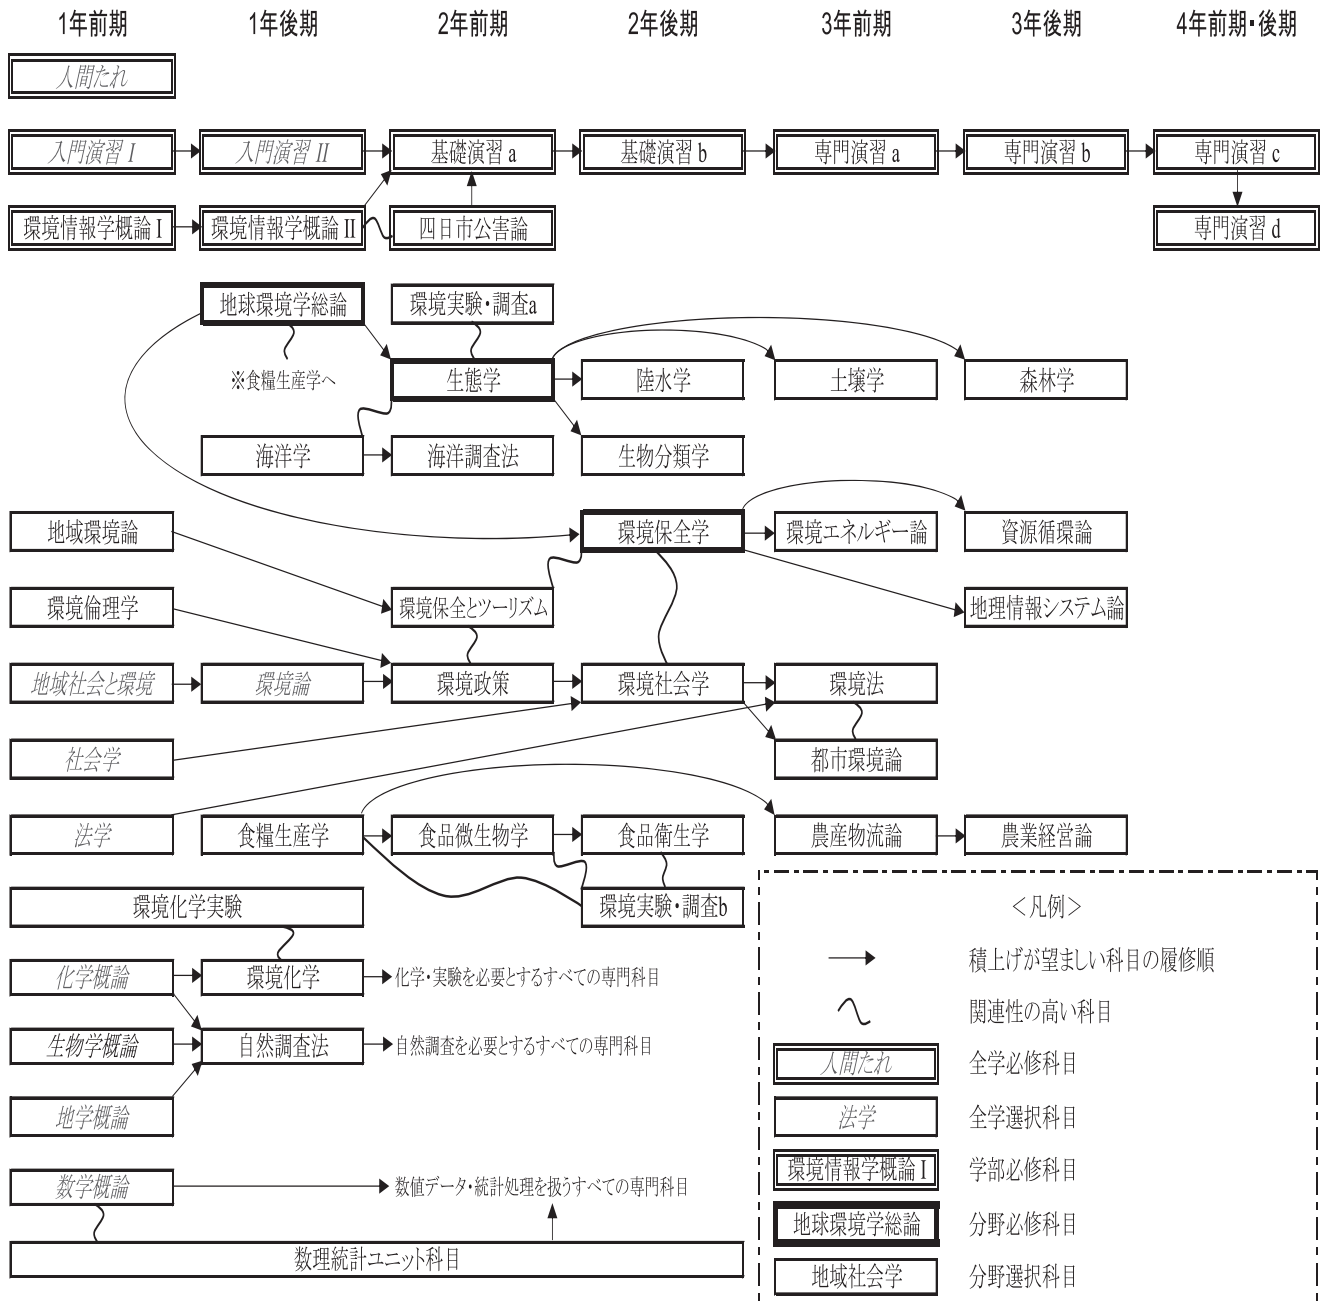 1年前期 1年後期 2年前期 2年後期 3年前期 3年後期 4年前期・後期
人間たれ
入門演習 I 入門演習 II 基礎演習 a 基礎演習 b 専門演習 a 専門演習 b 専門演習 c
環境情報学概論 I 環境情報学概論 II 四日市公害論 専門演習 d
地球環境学総論 環境実験・調査a
※食糧生産学へ 生態学 陸水学 土壌学 森林学
海洋学 海洋調査法 生物分類学
地域環境論 環境保全学 環境エネルギー論 資源循環論
環境倫理学 環境保全とツーリズム 地理情報システム論
地域社会と環境 環境論 環境政策 環境社会学 環境法
社会学 都市環境論
法学 食糧生産学 食品微生物学 食品衛生学 農産物流論 農業経営論
環境化学実験 環境実験・調査b
化学概論 環境化学 化学・実験を必要とするすべての専門科目
生物学概論 自然調査法 自然調査を必要とするすべての専門科目
地学概論
数学概論 数値データ・統計処理を扱うすべての専門科目
数理統計ユニット科目
＜凡例＞
積上げが望ましい科目の履修順
関連性の高い科目
人間たれ 全学必修科目
法学 全学選択科目
環境情報学概論 I 学部必修科目
地球環境学総論 分野必修科目
地域社会学 分野選択科目